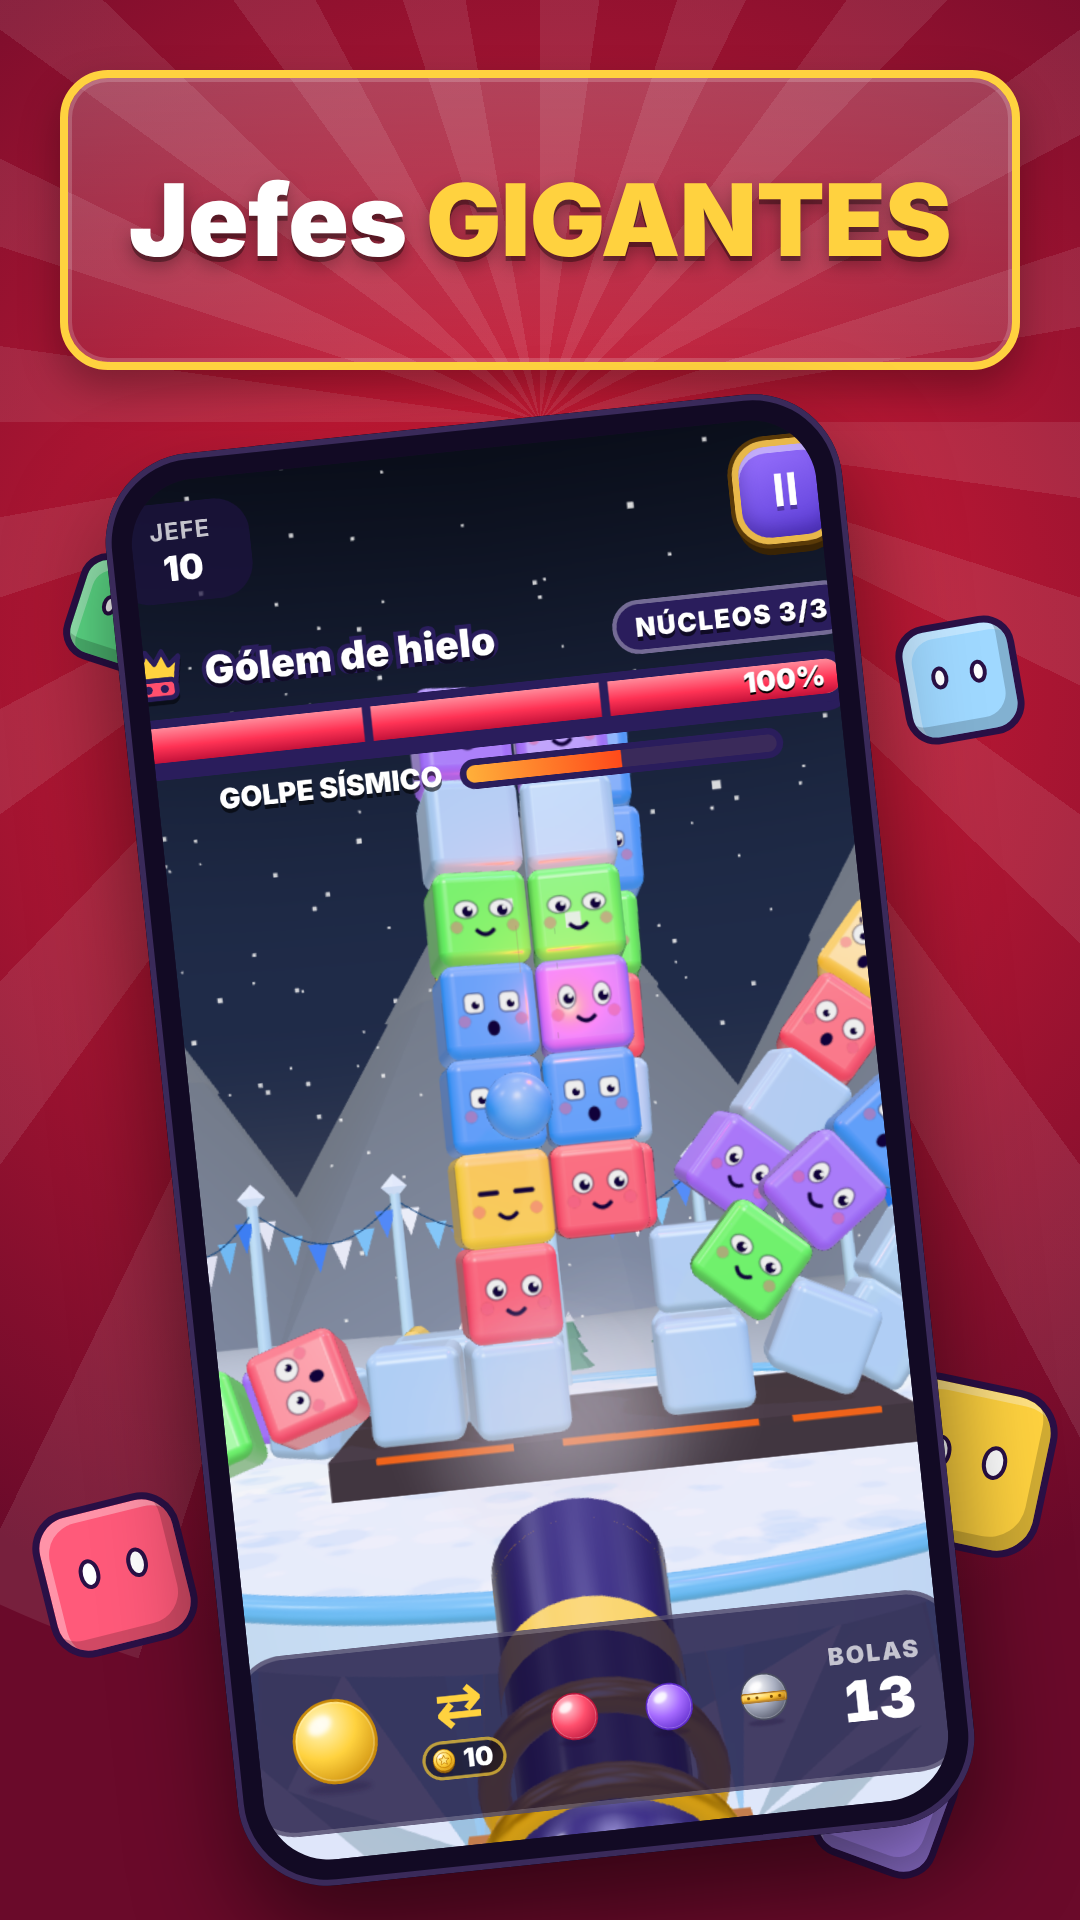 Jefes GIGANTES
JEFE
10
NÚCLEOS 3/3
Gólem de hielo
100%
GOLPE SÍSMICO
BOLAS
13
10